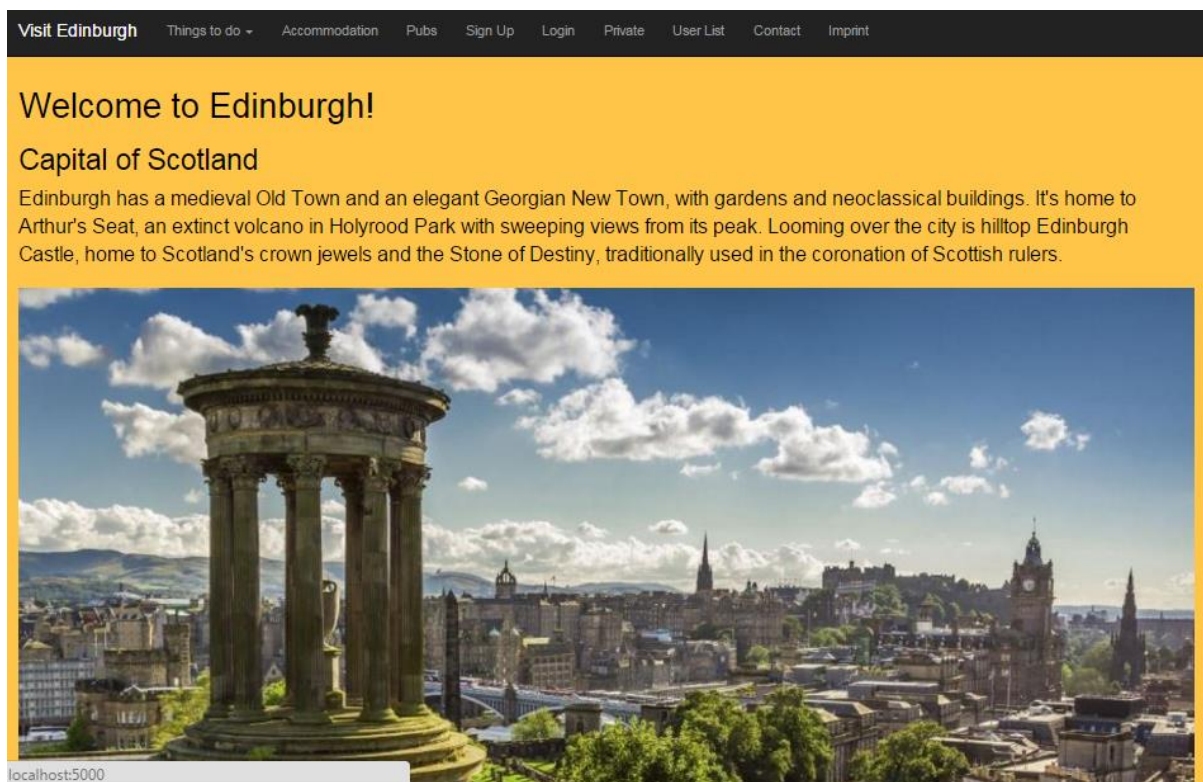 Visit Edinburgh Things to do Accommodation Pubs Sign Up Login Private User List Contact Imprint
Welcome to Edinburgh!
Capital of Scotland
Edinburgh has a medieval Old Town and an elegant Georgian New Town, with gardens and neoclassical buildings. It's home to
Arthur's Seat, an extinct volcano in Holyrood Park with sweeping views from its peak. Looming over the city is hilltop Edinburgh
Castle, home to Scotland's crown jewels and the Stone of Destiny, traditionally used in the coronation of Scottish rulers.
localhost:5000